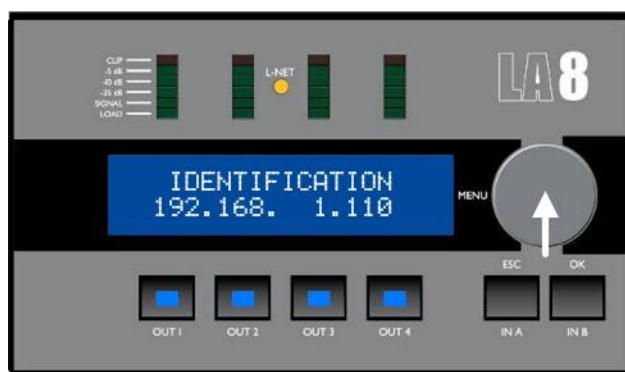 CLIP
-5 dB
-10 dB
-25 dB
SIGNAL
LOAD
L-NET
LA8
IDENTIFICATION
192.168.  1.110
MENU
ESC OK
OUT 1 OUT 2 OUT 3 OUT 4 IN A IN B